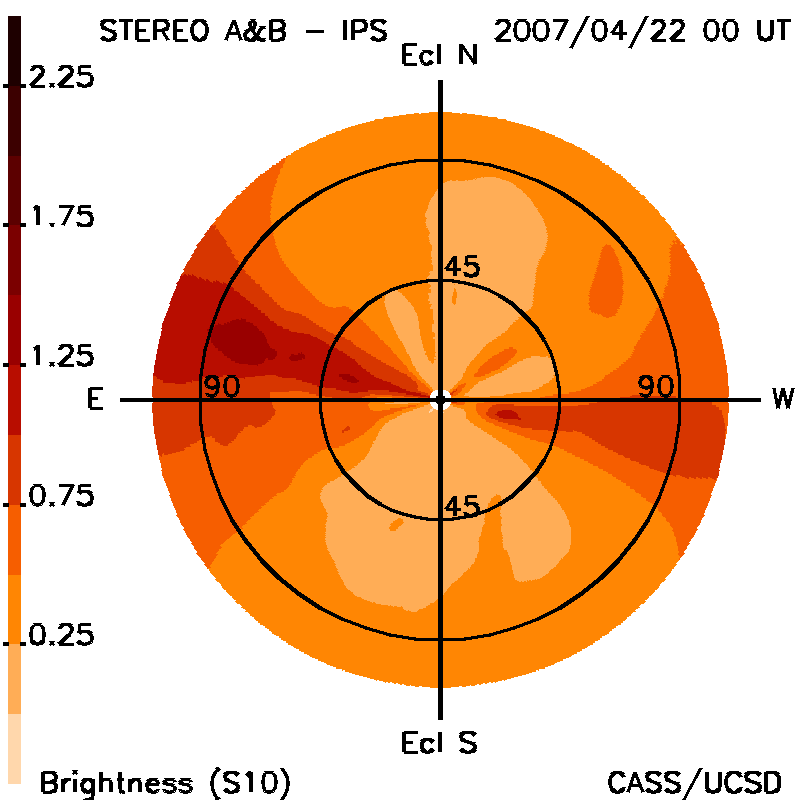 STEREO A&B – IPS 2007/04/22 00 UT
Ecl N
2.25
1.75
45
1.25
90 90
E W
0.75
45
0.25
Ecl S
Brightness (S10) CASS/UCSD